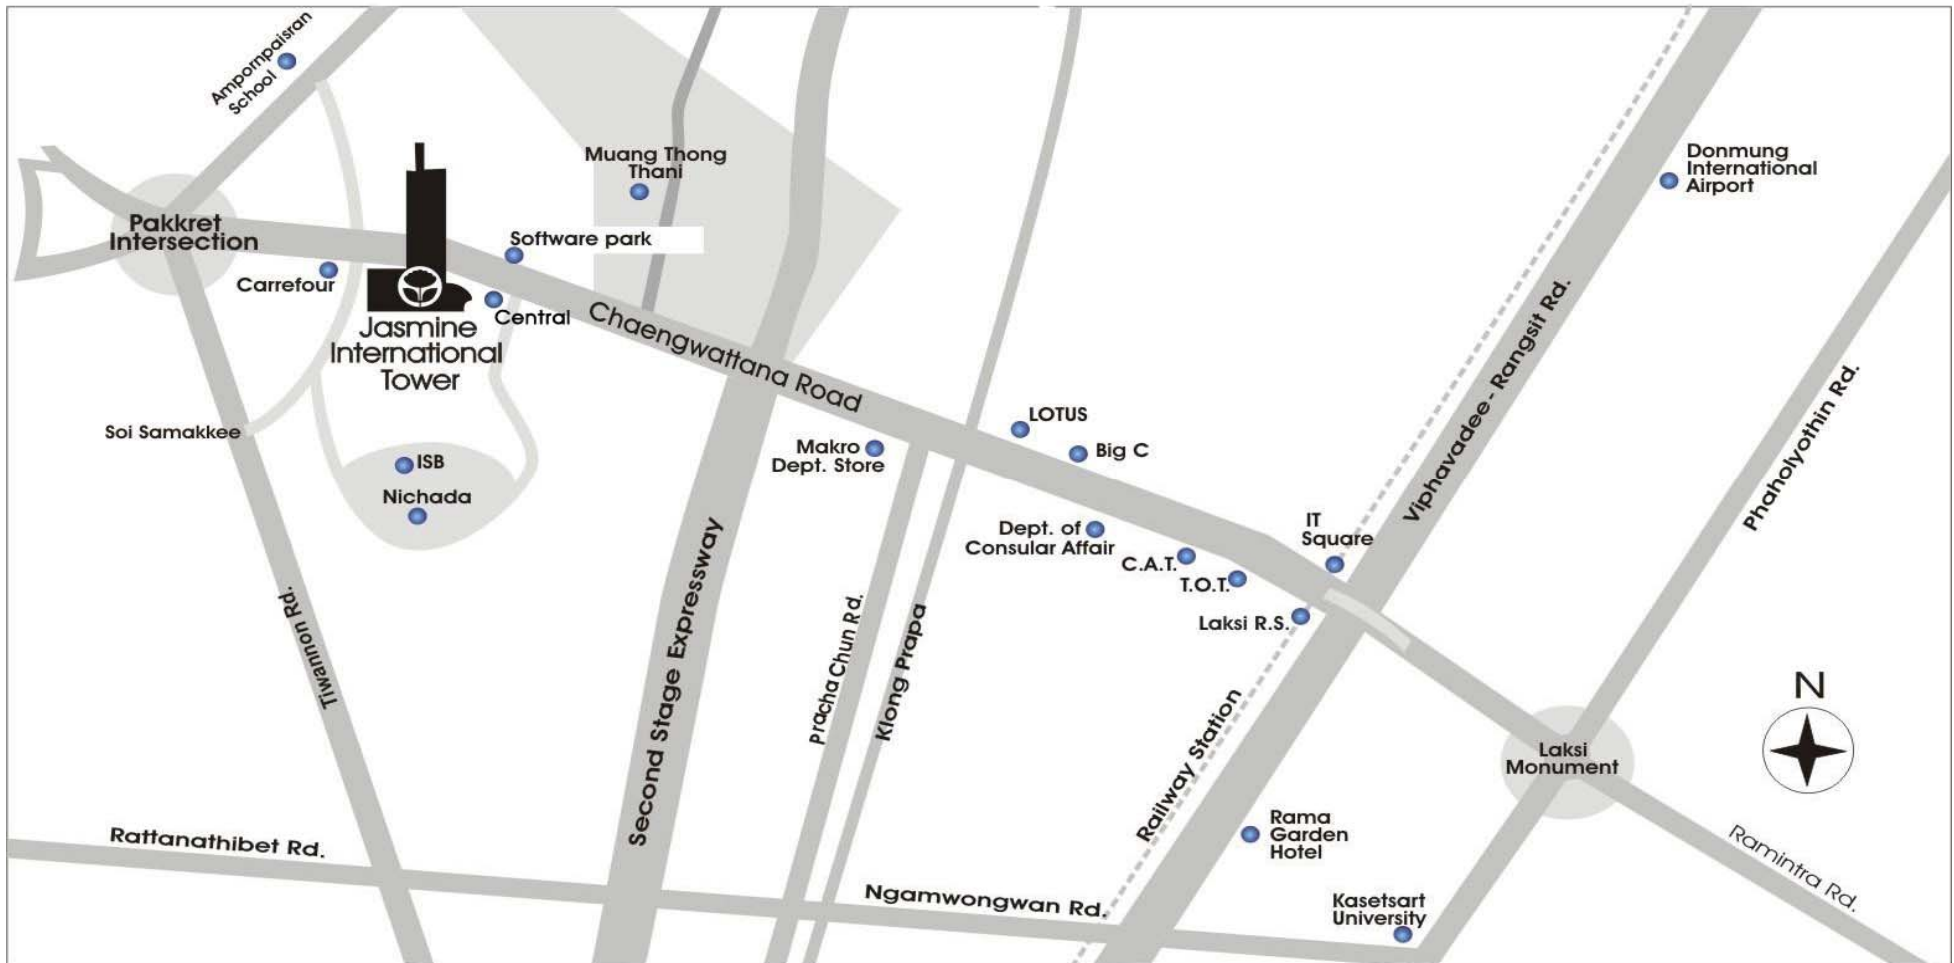 Ampornpaisran
School
Muang Thong
Thani
Donmung
International
Airport
Pakkret
Intersection
Software park
Carrefour
Central
Jasmine
International
Tower
Chaengwattana Road
Viphavadee - Rangsit Rd.
Phaholyothin Rd.
Soi Samakkee
ISB
Nichada
Makro
Dept. Store
LOTUS
Big C
Dept. of
Consular Affair
C.A.T.
T.O.T.
IT
Square
Laksi R.S.
Tiwannon Rd.
Second Stage Expressway
Pracha Chun Rd.
Klong Prapa
Railway Station
N
Laksi
Monument
Rama
Garden
Hotel
Ramintra Rd.
Rattanathibet Rd.
Ngamwongwan Rd.
Kasetsart
University